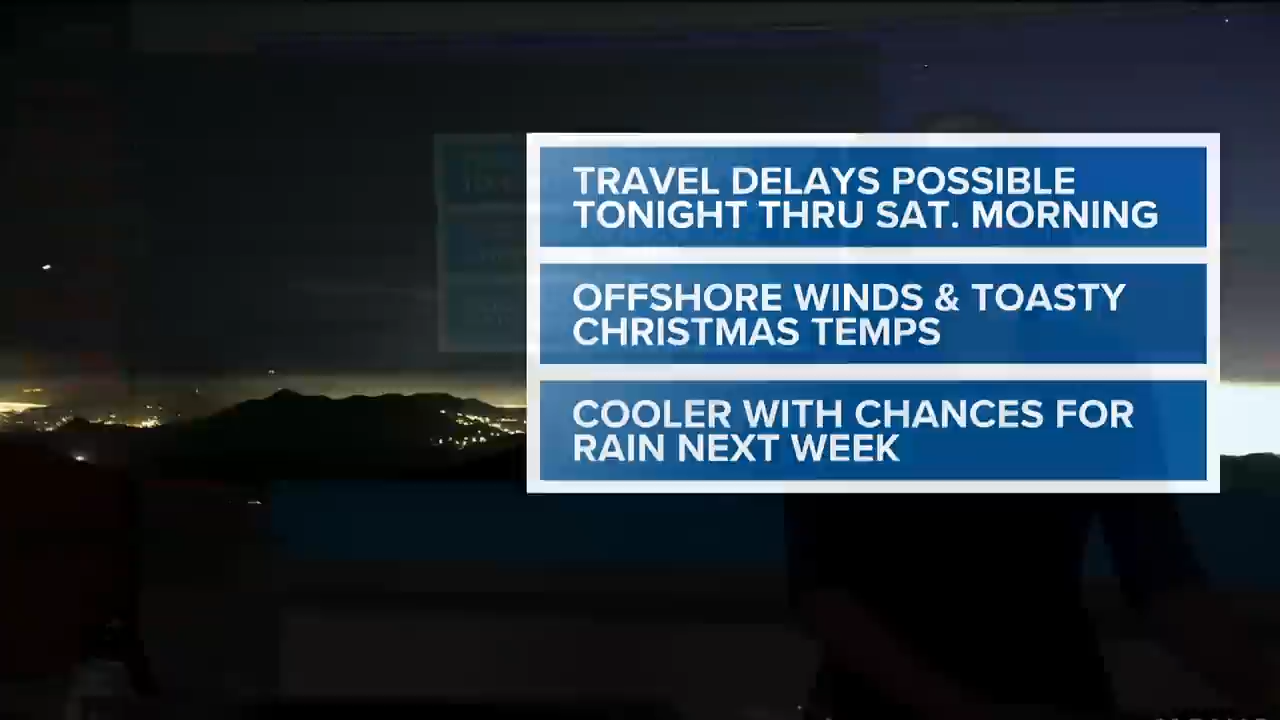 TRAVEL DELAYS POSSIBLE
TONIGHT THRU SAT. MORNING
OFFSHORE WINDS & TOASTY
CHRISTMAS TEMPS
COOLER WITH CHANCES FOR
RAIN NEXT WEEK